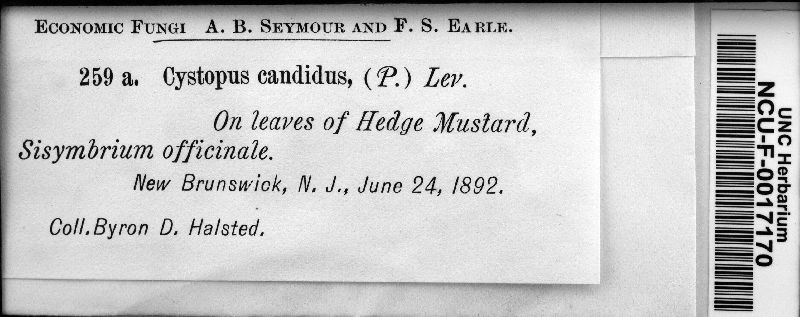 ECONOMIC FUNGI A. B. SEYMOUR AND F. S. EARLE.
259 a. Cystopus candidus, (P.) Lev.
On leaves of Hedge Mustard,
Sisymbrium officinale.
New Brunswick, N. J., June 24, 1892.
Coll. Byron D. Halsted.
UNC Herbarium
NCU-F-0017170